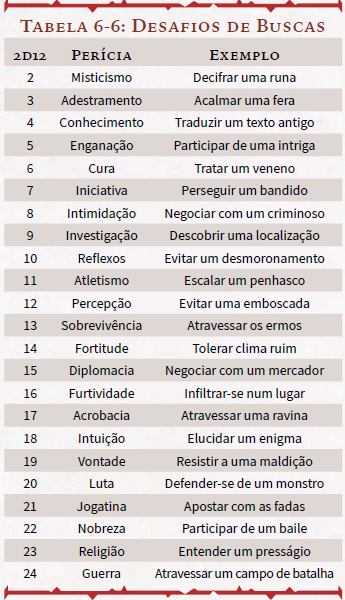 Tabela 6-6: Desafios de Buscas
2d12 Perícia Exemplo
2 Misticismo Decifrar uma runa
3 Adestramento Acalmar uma fera
4 Conhecimento Traduzir um texto antigo
5 Enganação Participar de uma intriga
6 Cura Tratar um veneno
7 Iniciativa Perseguir um bandido
8 Intimidação Negociar com um criminoso
9 Investigação Descobrir uma localização
10 Reflexos Evitar um desmoronamento
11 Atletismo Escalar um penhasco
12 Percepção Evitar uma emboscada
13 Sobrevivência Atravessar os ermos
14 Fortitude Tolerar clima ruim
15 Diplomacia Negociar com um mercador
16 Furtividade Infiltrar-se num lugar
17 Acrobacia Atravessar uma ravina
18 Intuição Elucidar um enigma
19 Vontade Resistir a uma maldição
20 Luta Defender-se de um monstro
21 Jogatina Apostar com as fadas
22 Nobreza Participar de um baile
23 Religião Entender um presságio
24 Guerra Atravessar um campo de batalha